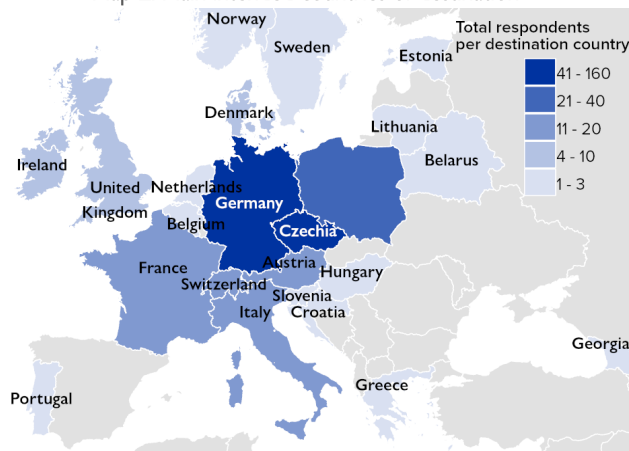 Norway
Sweden
Estonia
Total respondents
per destination country
41 - 160
21 - 40
11 - 20
4 - 10
1 - 3
Denmark
Lithuania
Belarus
Ireland
United
Kingdom
Netherlands
Germany
Belgium
Czechia
France
Austria
Switzerland
Hungary
Slovenia
Italy
Croatia
Georgia
Portugal
Greece